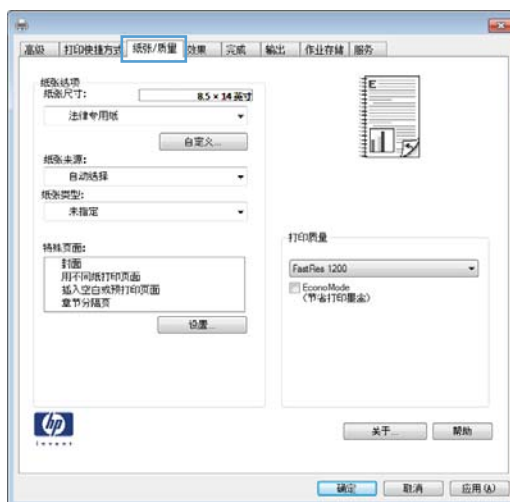 高级 打印快捷方式 纸张/质量 效果 完成 输出 作业存储 服务
纸张选项
纸张尺寸: 8.5 × 14 英寸
法律专用纸
自定义...
纸张来源:
自动选择
纸张类型:
未指定
特殊页面:
封面
用不同纸打印页面
插入空白或预打印页面
章节分隔页
设置...
E
打印质量
FastRes 1200
EconoMode
(节省打印墨盒)
hp
invent
关于... 帮助
确定 取消 应用(A)